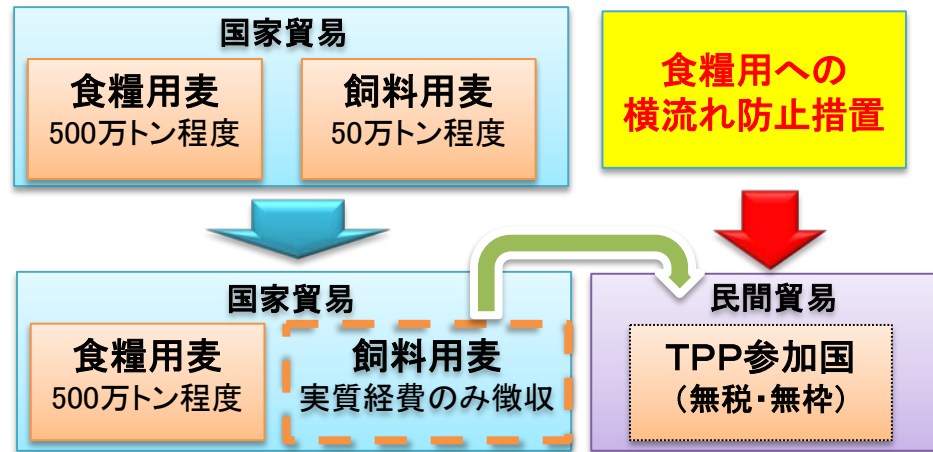 国家貿易
食糧用麦
500万トン程度
飼料用麦
50万トン程度
食糧用への
横流れ防止措置
国家貿易
食糧用麦
500万トン程度
飼料用麦
実質経費のみ徴収
民間貿易
TPP参加国
(無税・無枠)